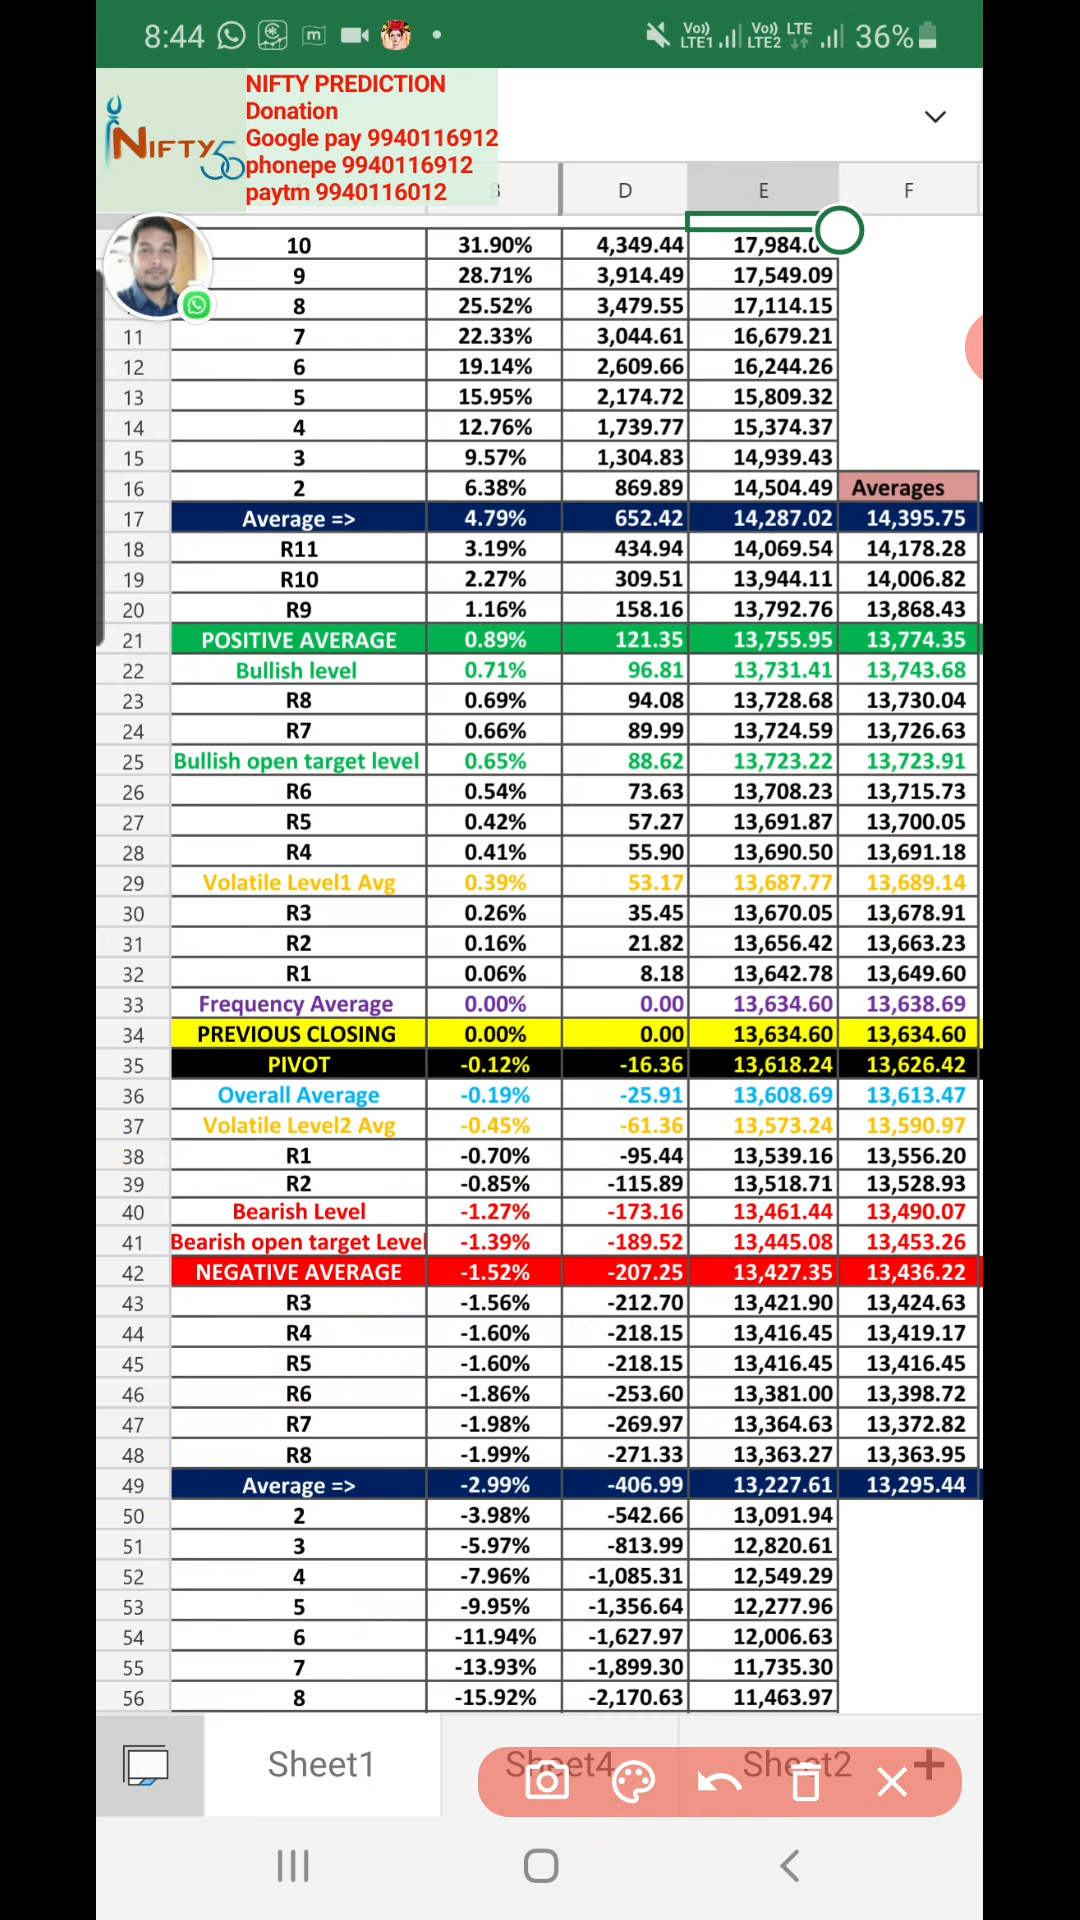 8:44
m
Vo)) LTE1
Vo)) LTE LTE2
36%
NIFTY PREDICTION
Donation
Google pay 9940116912
phonepe 9940116912
paytm 9940116012
NIFTY50
D E F
10 31.90% 4,349.44
9 28.71% 3,914.49 17,549.09
8 25.52% 3,479.55 17,114.15
11 7 22.33% 3,044.61 16,679.21
12 6 19.14% 2,609.66 16,244.26
13 5 15.95% 2,174.72 15,809.32
14 4 12.76% 1,739.77 15,374.37
15 3 9.57% 1,304.83 14,939.43
16 2 6.38% 869.89 14,504.49 Averages
17 Average => 4.79% 652.42 14,287.02 14,395.75
18 R11 3.19% 434.94 14,069.54 14,178.28
19 R10 2.27% 309.51 13,944.11 14,006.82
20 R9 1.16% 158.16 13,792.76 13,868.43
21 POSITIVE AVERAGE 0.89% 121.35 13,755.95 13,774.35
22 Bullish level 0.71% 96.81 13,731.41 13,743.68
23 R8 0.69% 94.08 13,728.68 13,730.04
24 R7 0.66% 89.99 13,724.59 13,726.63
25 Bullish open target level 0.65% 88.62 13,723.22 13,723.91
26 R6 0.54% 73.63 13,708.23 13,715.73
27 R5 0.42% 57.27 13,691.87 13,700.05
28 R4 0.41% 55.90 13,690.50 13,691.18
29 Volatile Level1 Avg 0.39% 53.17 13,687.77 13,689.14
30 R3 0.26% 35.45 13,670.05 13,678.91
31 R2 0.16% 21.82 13,656.42 13,663.23
32 R1 0.06% 8.18 13,642.78 13,649.60
33 Frequency Average 0.00% 0.00 13,634.60 13,638.69
34 PREVIOUS CLOSING 0.00% 0.00 13,634.60 13,634.60
35 PIVOT -0.12% -16.36 13,618.24 13,626.42
36 Overall Average -0.19% -25.91 13,608.69 13,613.47
37 Volatile Level2 Avg -0.45% -61.36 13,573.24 13,590.97
38 R1 -0.70% -95.44 13,539.16 13,556.20
39 R2 -0.85% -115.89 13,518.71 13,528.93
40 Bearish Level -1.27% -173.16 13,461.44 13,490.07
41 Bearish open target Level -1.39% -189.52 13,445.08 13,453.26
42 NEGATIVE AVERAGE -1.52% -207.25 13,427.35 13,436.22
43 R3 -1.56% -212.70 13,421.90 13,424.63
44 R4 -1.60% -218.15 13,416.45 13,419.17
45 R5 -1.60% -218.15 13,416.45 13,416.45
46 R6 -1.86% -253.60 13,381.00 13,398.72
47 R7 -1.98% -269.97 13,364.63 13,372.82
48 R8 -1.99% -271.33 13,363.27 13,363.95
49 Average => -2.99% -406.99 13,227.61 13,295.44
50 2 -3.98% -542.66 13,091.94
51 3 -5.97% -813.99 12,820.61
52 4 -7.96% -1,085.31 12,549.29
53 5 -9.95% -1,356.64 12,277.96
54 6 -11.94% -1,627.97 12,006.63
55 7 -13.93% -1,899.30 11,735.30
56 8 -15.92% -2,170.63 11,463.97
Sheet1 Sheet4 Sheet2 +